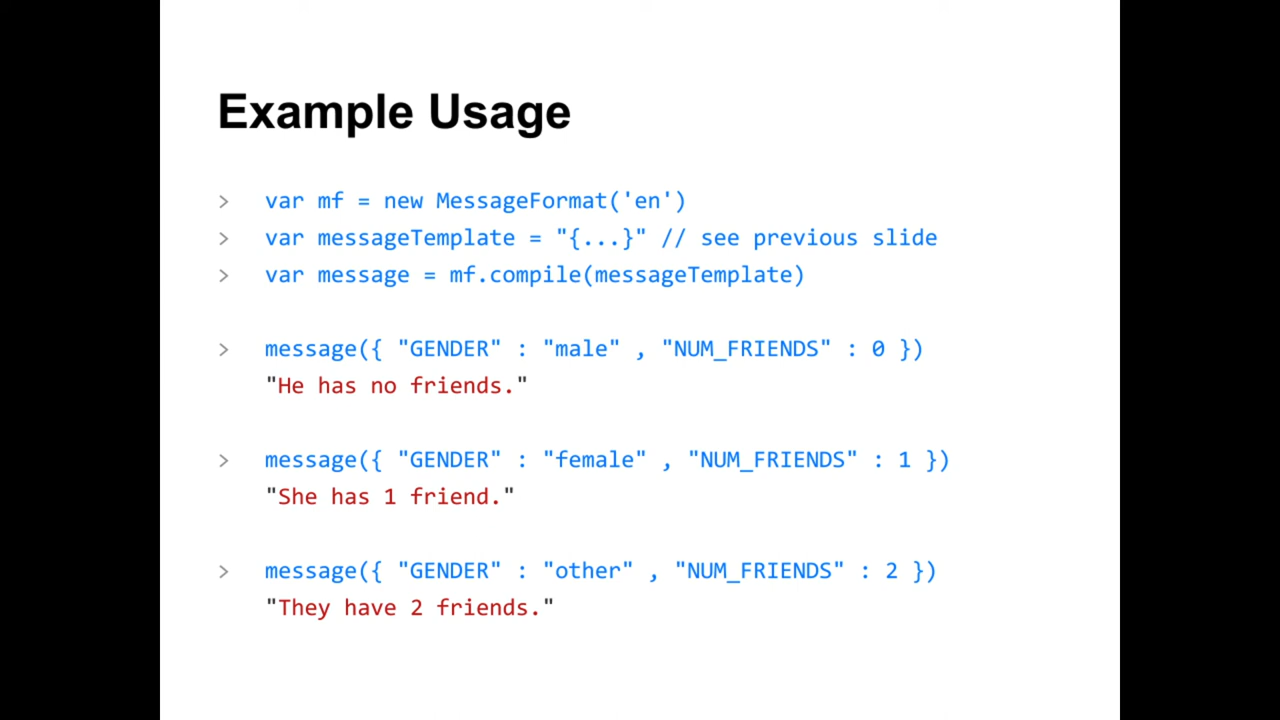 Example Usage
> var mf = new MessageFormat('en')
> var messageTemplate = "{...}" // see previous slide
> var message = mf.compile(messageTemplate)
> message({ "GENDER" : "male" , "NUM_FRIENDS" : 0 })
"He has no friends."
> message({ "GENDER" : "female" , "NUM_FRIENDS" : 1 })
"She has 1 friend."
> message({ "GENDER" : "other" , "NUM_FRIENDS" : 2 })
"They have 2 friends."